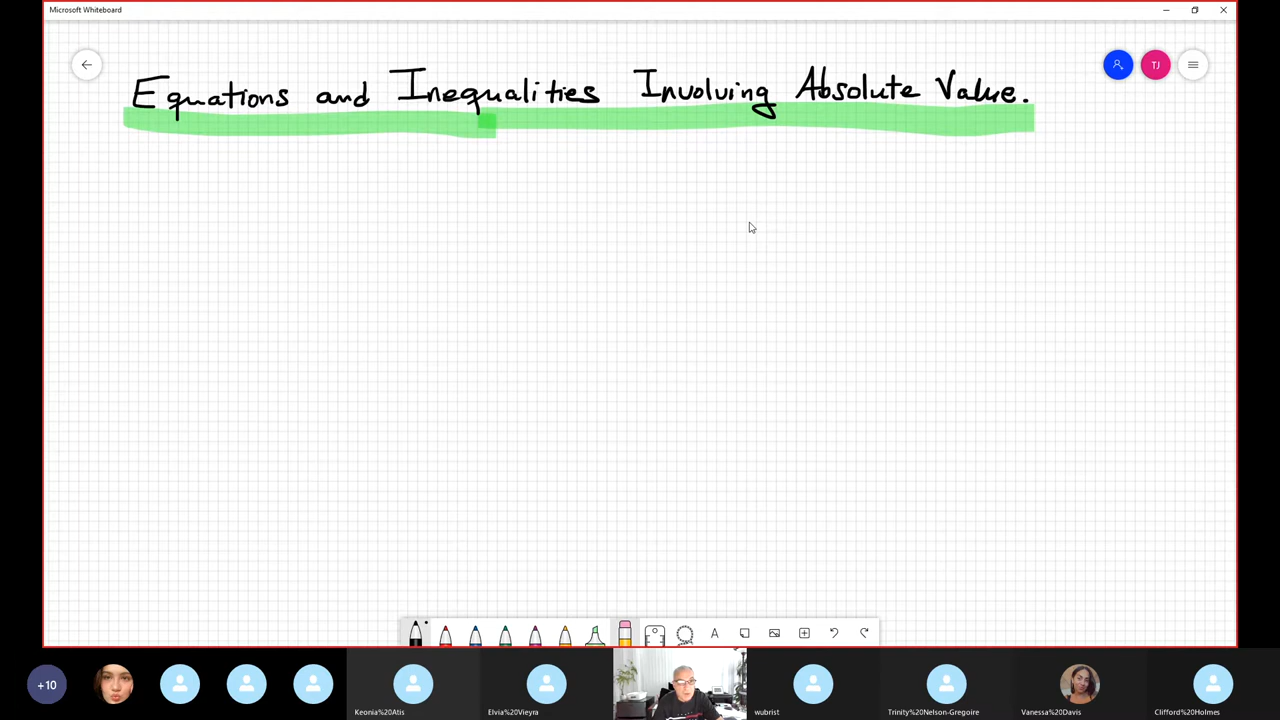 Microsoft Whiteboard
Equations and Inequalities Involving Absolute Value.
TJ
A
+10
Keonia%20Atis
Elvia%20Vieyra
wubrist
Trinity%20Nelson-Gregoire
Vanessa%20Davis
Clifford%20Holmes